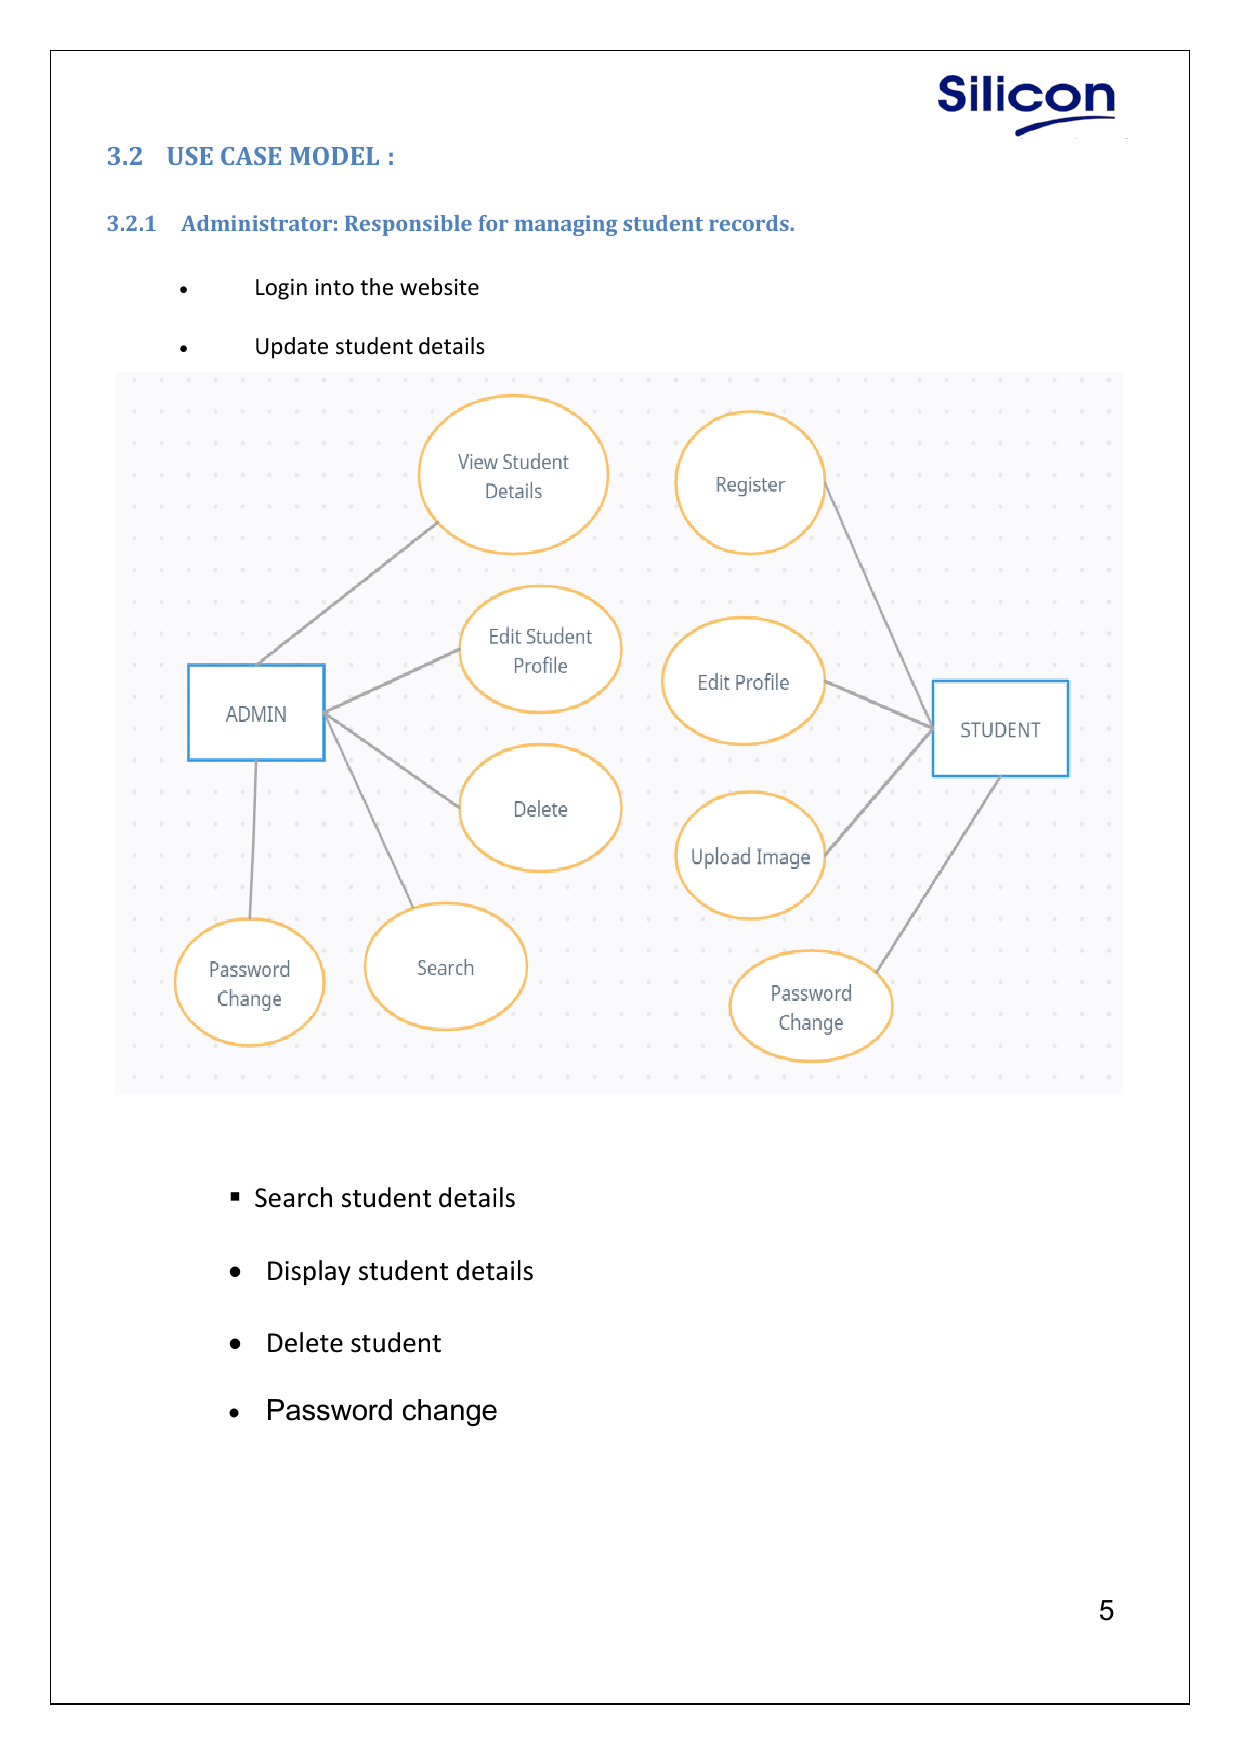 Silicon
3.2 USE CASE MODEL :
3.2.1 Administrator: Responsible for managing student records.
• Login into the website
• Update student details
View Student
Details
Register
Edit Student
Profile
Edit Profile
ADMIN
STUDENT
Delete
Upload Image
Password
Change
Search
Password
Change
▪ Search student details
• Display student details
• Delete student
• Password change
5